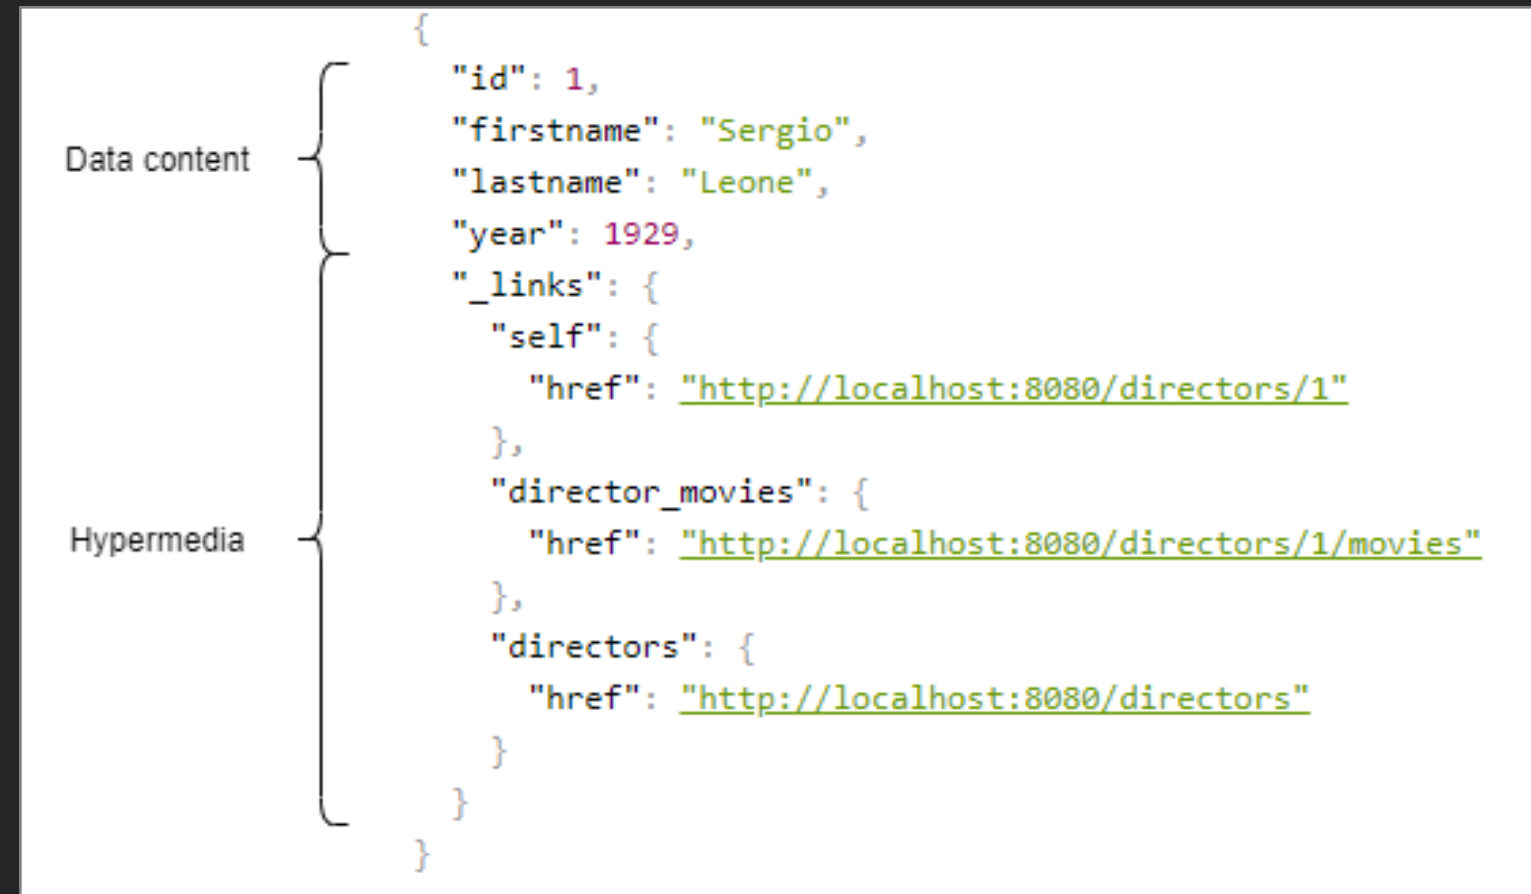 {
"id": 1,
"firstname": "Sergio",
Data content
"lastname": "Leone",
"year": 1929,
"_links": {
"self": {
"href": "http://localhost:8080/directors/1"
},
"director_movies": {
Hypermedia
"href": "http://localhost:8080/directors/1/movies"
},
"directors": {
"href": "http://localhost:8080/directors"
}
}
}